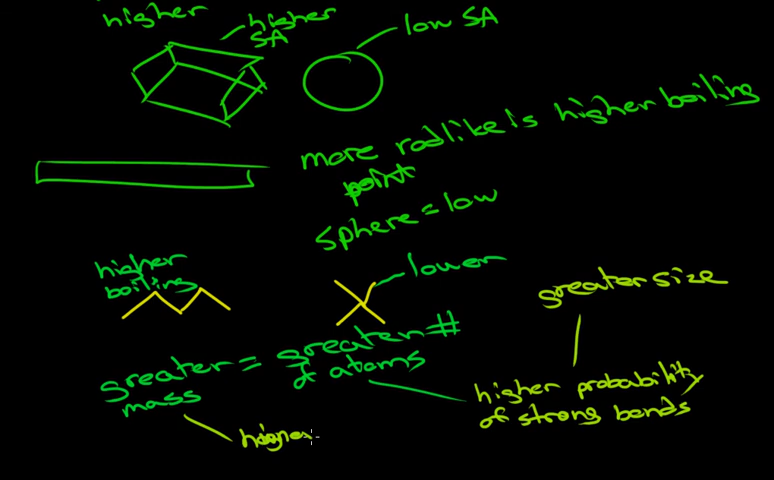 higher
higher
SA
low SA
more rodlike is higher boiling
point
sphere = low
higher
boiling
lower
greater size
greater = greater #
mass
of atoms
higher probability
of strong bonds